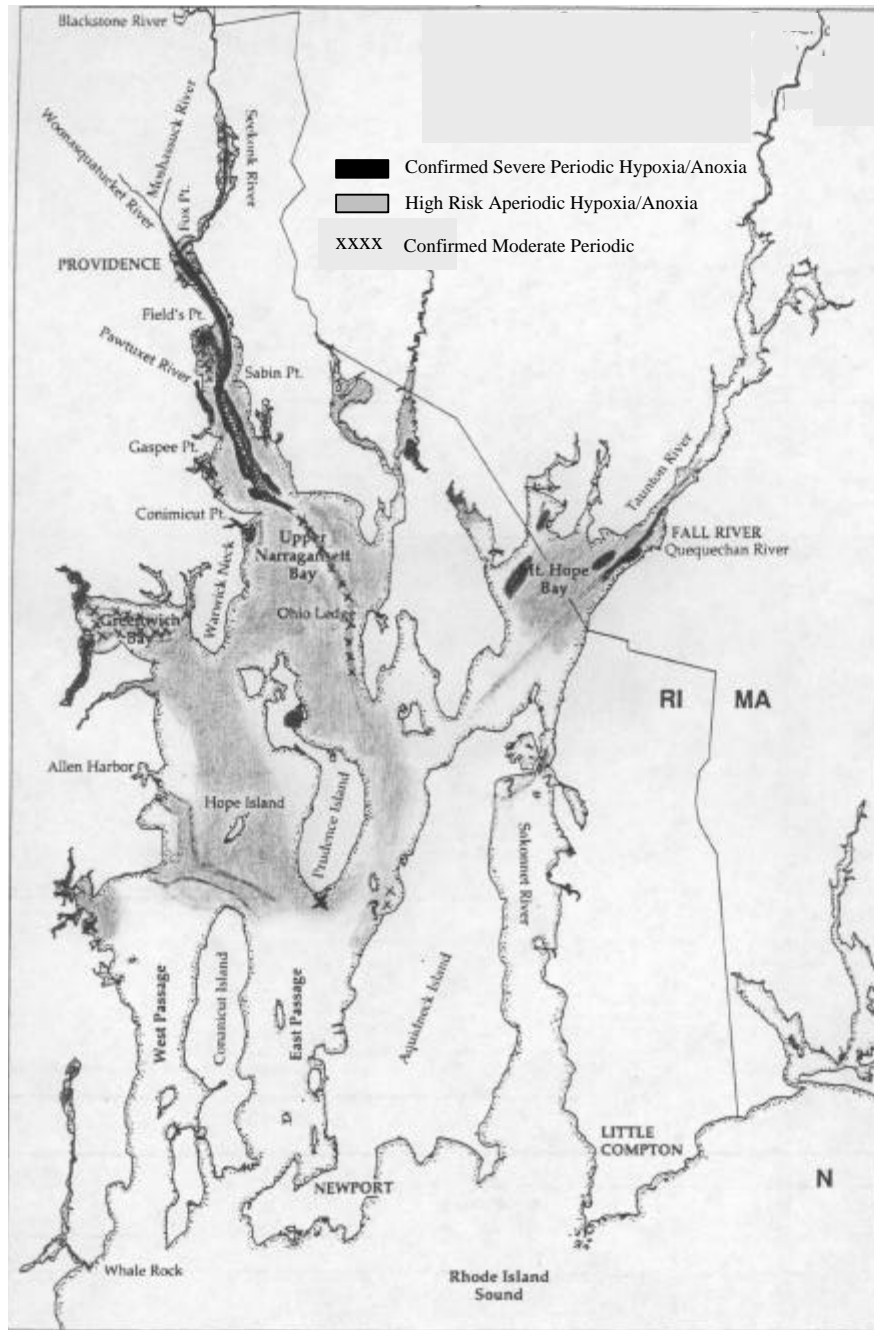 Blackstone River
Moshassuck River
Woonasquatucket River
Seekonk River
Fox Pt.
Confirmed Severe Periodic Hypoxia/Anoxia
High Risk Aperiodic Hypoxia/Anoxia
xxxx Confirmed Moderate Periodic
PROVIDENCE
Field's Pt.
Pawtuxet River
Sabin Pt.
Gaspee Pt.
Taunton River
Conimicut Pt.
FALL RIVER
Quequechan River
Upper
Narragansett
Bay
Mt. Hope
Bay
Warwick Neck
Ohio Ledge
Greenwich
Bay
RI
MA
Allen Harbor
Hope Island
Prudence Island
Sakonnet River
West Passage
Conanicut Island
East Passage
Aquidneck Island
LITTLE
COMPTON
N
NEWPORT
Whale Rock
Rhode Island
Sound